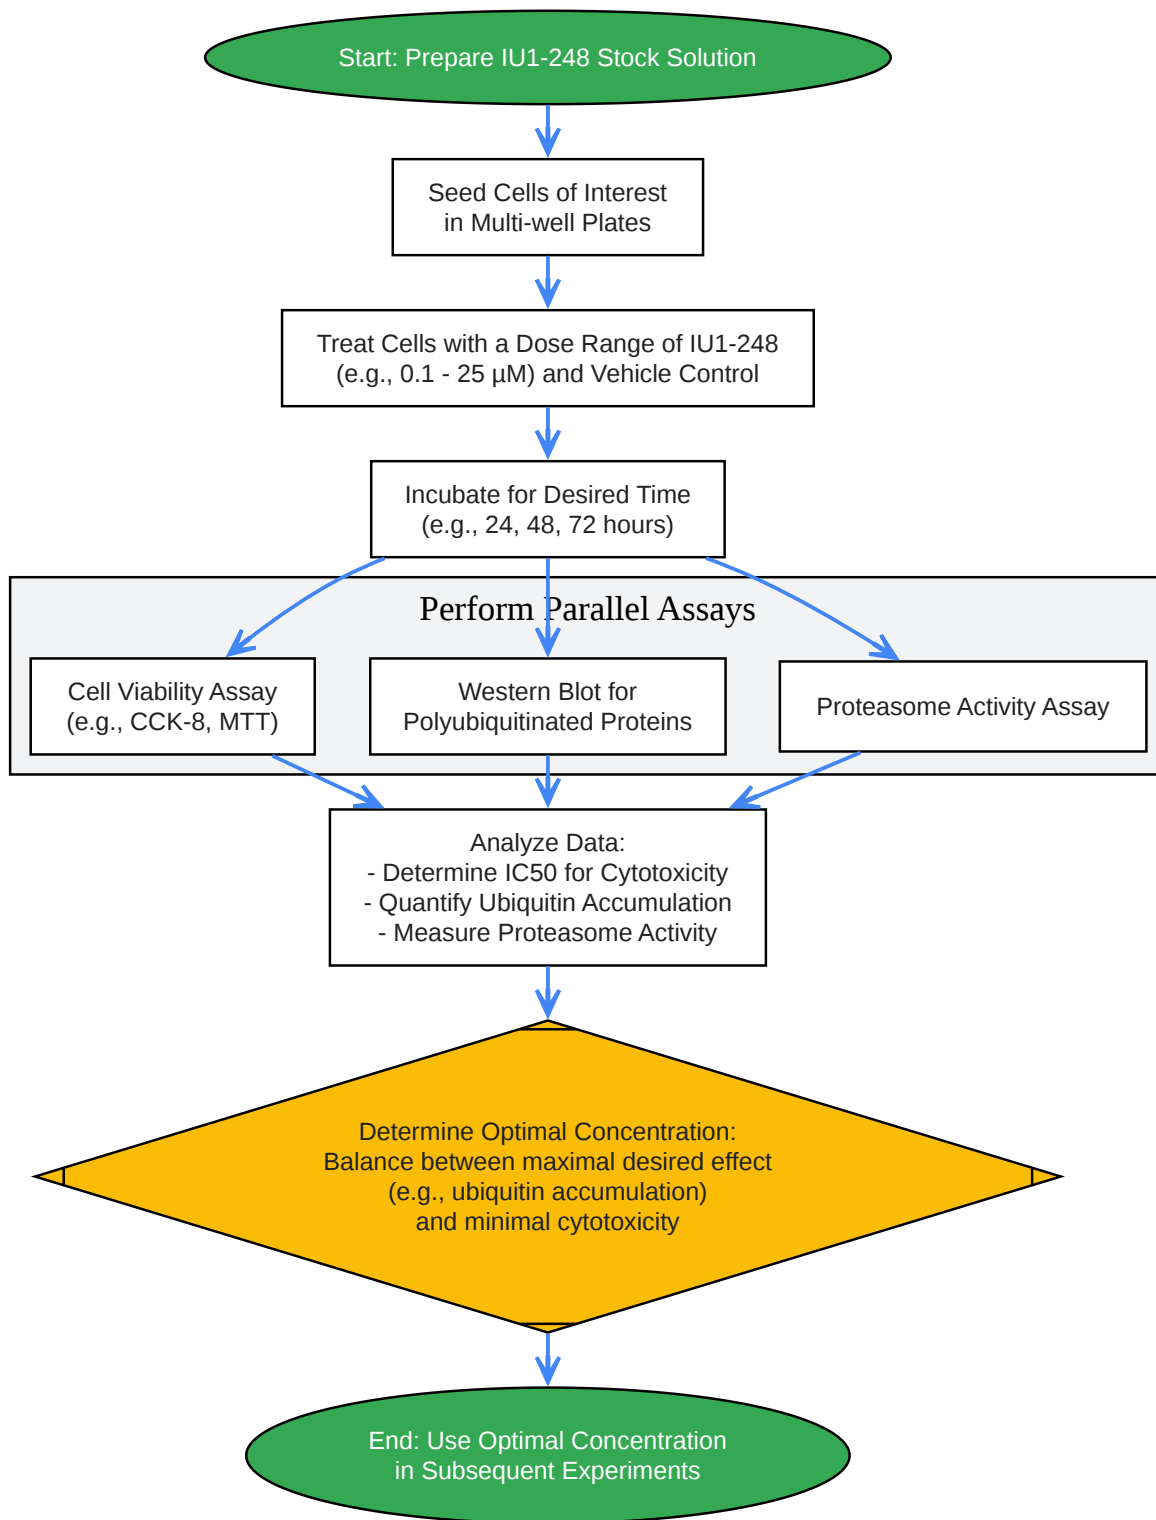 Start: Prepare IU1-248 Stock Solution
Seed Cells of Interest
in Multi-well Plates
Treat Cells with a Dose Range of IU1-248
(e.g., 0.1 - 25 µM) and Vehicle Control
Incubate for Desired Time
(e.g., 24, 48, 72 hours)
Perform Parallel Assays
Cell Viability Assay
(e.g., CCK-8, MTT)
Western Blot for
Polyubiquitinated Proteins
Proteasome Activity Assay
Analyze Data:
- Determine IC50 for Cytotoxicity
- Quantify Ubiquitin Accumulation
- Measure Proteasome Activity
Determine Optimal Concentration:
Balance between maximal desired effect
(e.g., ubiquitin accumulation)
and minimal cytotoxicity
End: Use Optimal Concentration
in Subsequent Experiments